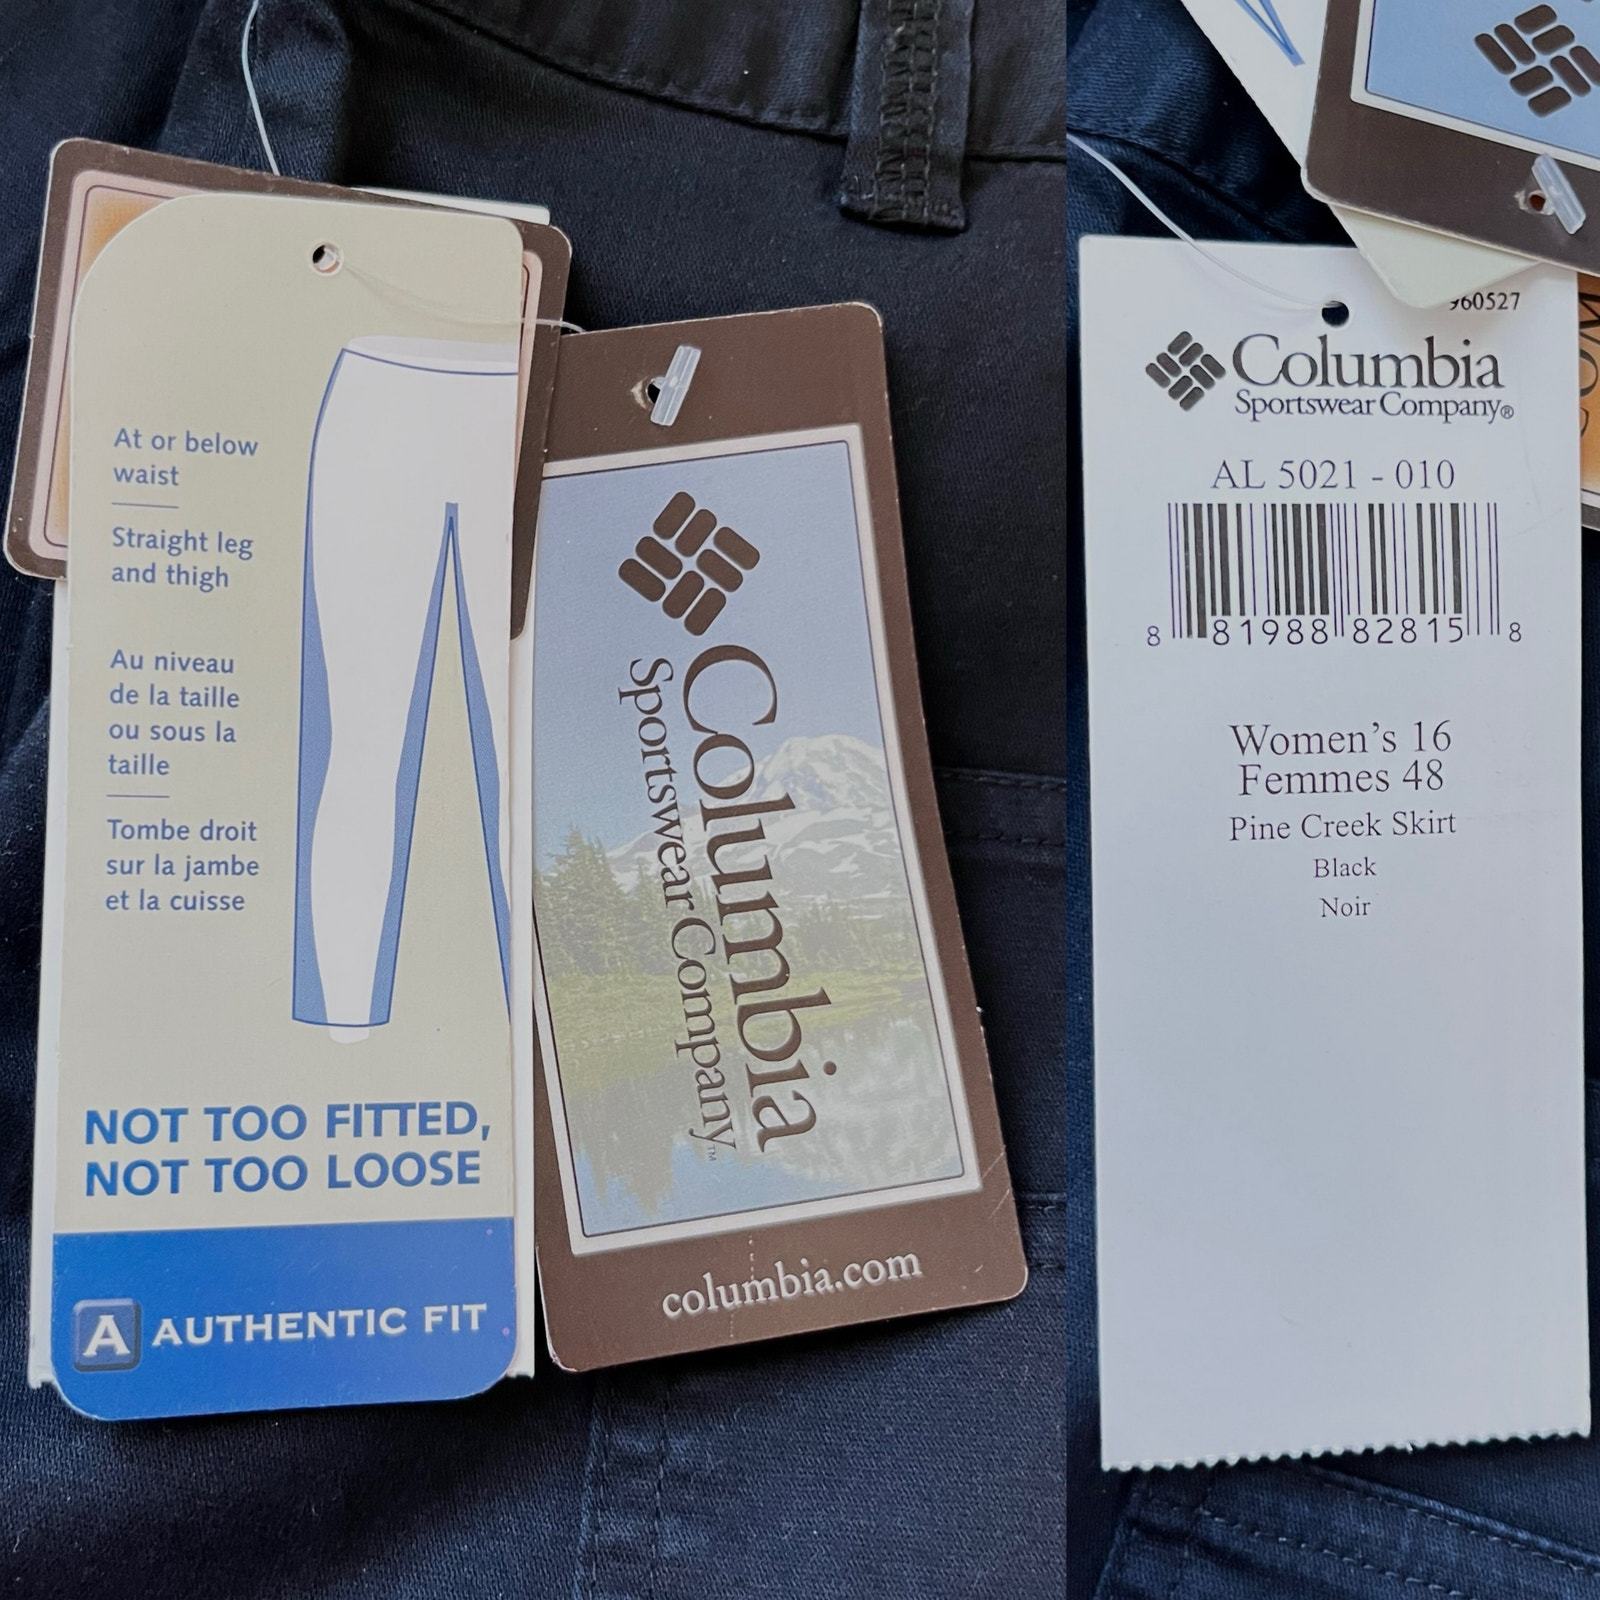 At or below
waist
Straight leg
and thigh
Au niveau
de la taille
ou sous la
taille
Tombe droit
sur la jambe
et la cuisse
NOT TOO FITTED,
NOT TOO LOOSE
A AUTHENTIC FIT
Columbia
Sportswear Company™
columbia.com
960527
Columbia
Sportswear Company®
AL 5021 - 010
8 81988 82815 8
Women's 16
Femmes 48
Pine Creek Skirt
Black
Noir